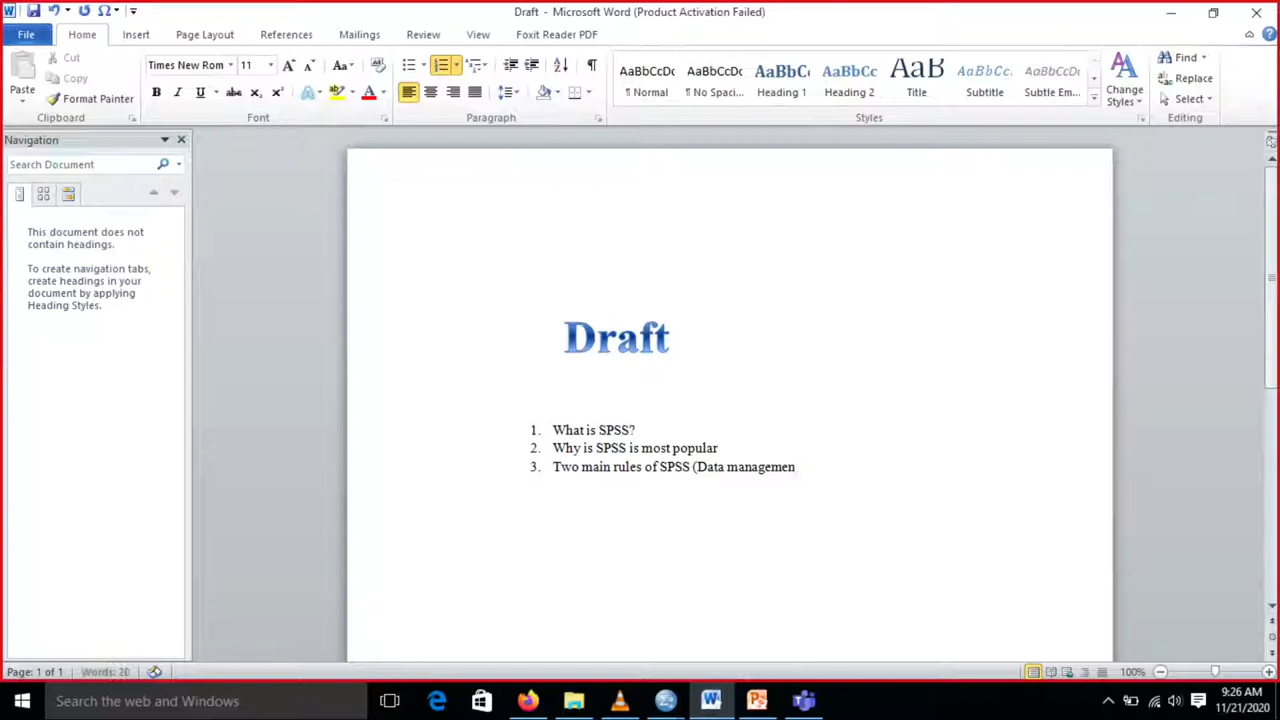 Draft - Microsoft Word (Product Activation Failed)
File Home Insert Page Layout References Mailings Review View Foxit Reader PDF
Cut
Copy
Format Painter
Paste
Clipboard
Times New Rom 11
Font
Paragraph
AaBbCcDc AaBbCcDc AaBbC AaBbCc AaB AaBbCc. AaBbCcDc
¶ Normal ¶ No Spaci... Heading 1 Heading 2 Title Subtitle Subtle Em...
Change
Styles
Styles
Find
Replace
Select
Editing
Navigation
Search Document
This document does not
contain headings.
To create navigation tabs,
create headings in your
document by applying
Heading Styles.
Draft
1. What is SPSS?
2. Why is SPSS is most popular
3. Two main rules of SPSS (Data managemen
Page: 1 of 1 Words: 20
100%
Search the web and Windows
9:26 AM
11/21/2020